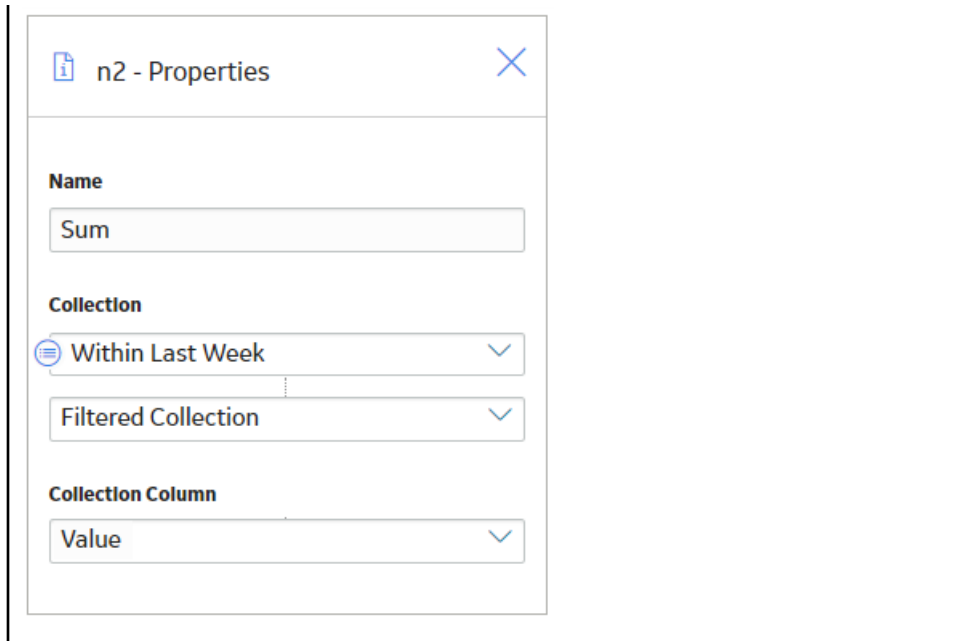 n2 - Properties
Name
Sum
Collection
Within Last Week
Filtered Collection
Collection Column
Value